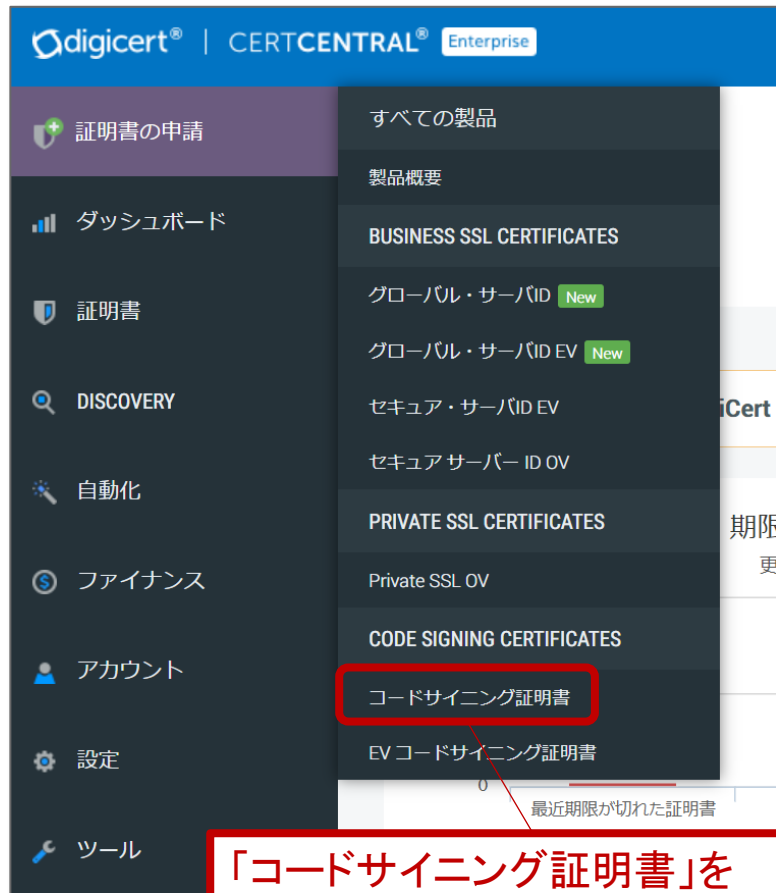 digicert® | CERTCENTRAL® Enterprise
証明書の申請
ダッシュボード
証明書
DISCOVERY
自動化
ファイナンス
アカウント
設定
ツール
すべての製品
製品概要
BUSINESS SSL CERTIFICATES
グローバル・サーバID New
グローバル・サーバID EV New
セキュア・サーバID EV
セキュア サーバー ID OV
PRIVATE SSL CERTIFICATES
Private SSL OV
CODE SIGNING CERTIFICATES
コードサイニング証明書
EV コードサイニング証明書
iCert
期限
更
0
最近期限が切れた証明書
「コードサイニング証明書」を